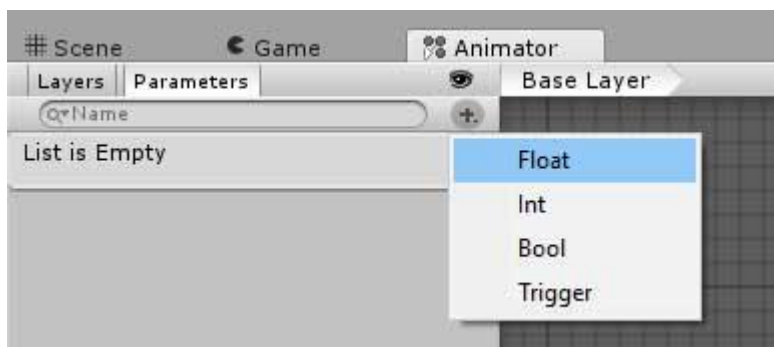 Scene Game Animator
Layers Parameters Base Layer
Name
List is Empty
Float
Int
Bool
Trigger